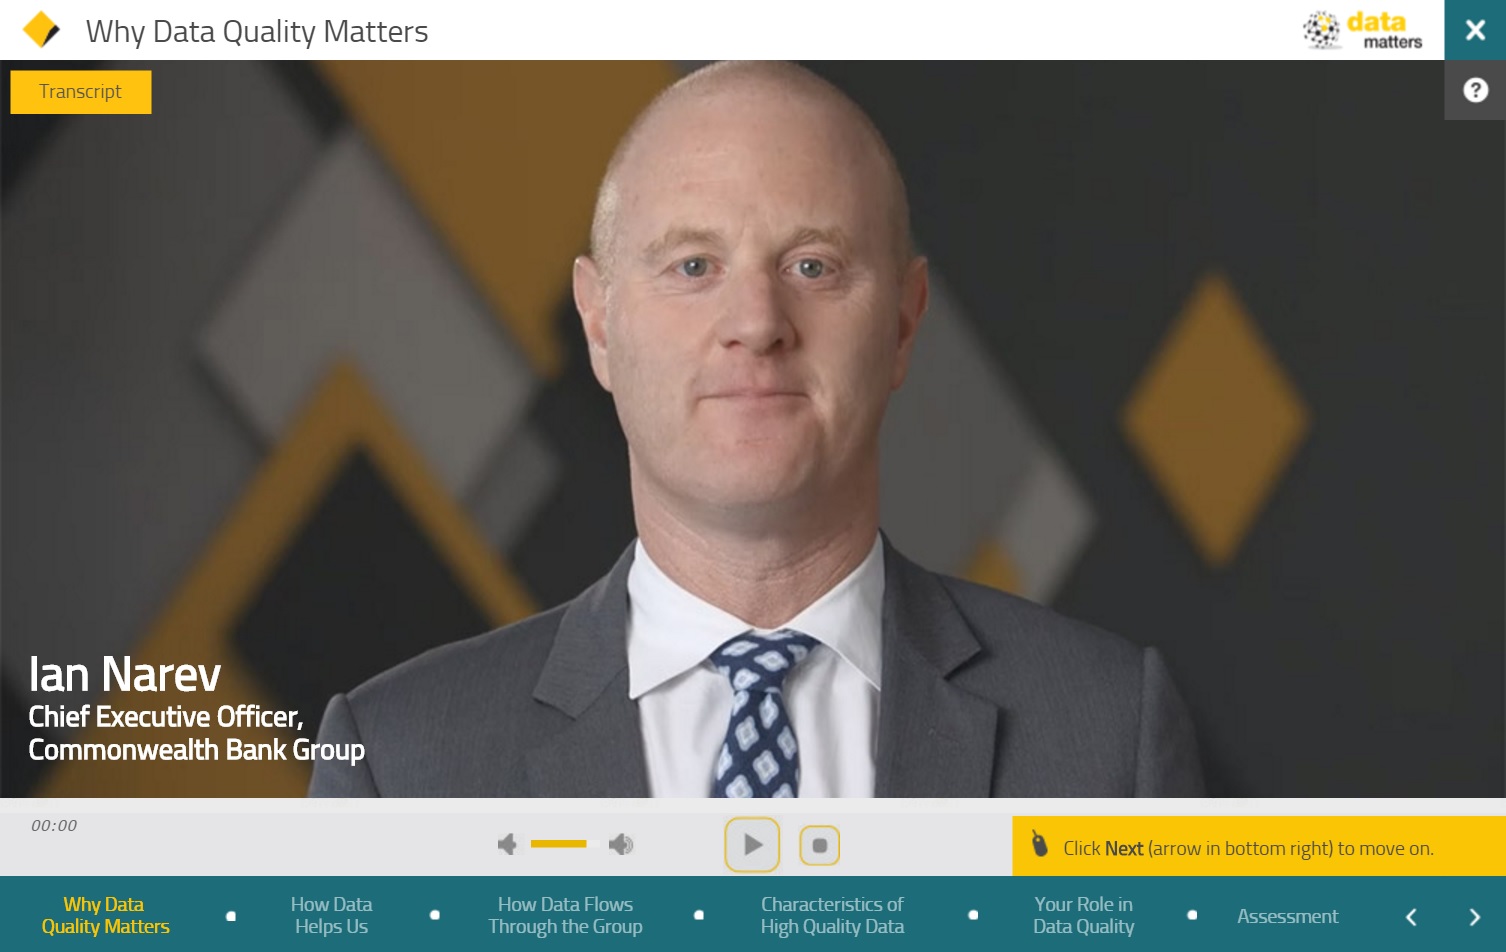 Why Data Quality Matters
data
matters
Transcript
?
Ian Narev
Chief Executive Officer,
Commonwealth Bank Group
00:00
Click Next (arrow in bottom right) to move on.
Why Data
Quality Matters
How Data
Helps Us
How Data Flows
Through the Group
Characteristics of
High Quality Data
Your Role in
Data Quality
Assessment